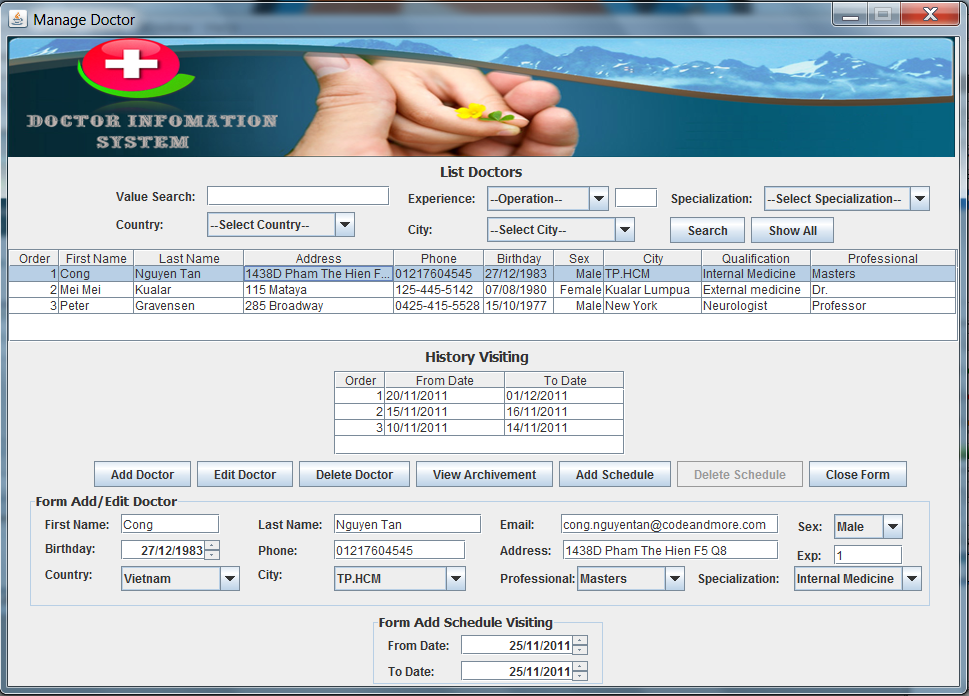 Manage Doctor
DOCTOR INFOMATION
SYSTEM
List Doctors
Value Search: Experience: --Operation-- Specialization: --Select Specialization--
Country: --Select Country-- City: --Select City-- Search Show All
Order First Name Last Name Address Phone Birthday Sex City Qualification Professional
1 Cong Nguyen Tan 1438D Pham The Hien F... 01217604545 27/12/1983 Male TP.HCM Internal Medicine Masters
2 Mei Mei Kualar 115 Mataya 125-445-5142 07/08/1980 Female Kualar Lumpua External medicine Dr.
3 Peter Gravensen 285 Broadway 0425-415-5528 15/10/1977 Male New York Neurologist Professor
History Visiting
Order From Date To Date
1 20/11/2011 01/12/2011
2 15/11/2011 16/11/2011
3 10/11/2011 14/11/2011
Add Doctor Edit Doctor Delete Doctor View Archivement Add Schedule Delete Schedule Close Form
Form Add/Edit Doctor
First Name: Cong Last Name: Nguyen Tan Email: cong.nguyentan@codeandmore.com Sex: Male
Birthday: 27/12/1983 Phone: 01217604545 Address: 1438D Pham The Hien F5 Q8 Exp: 1
Country: Vietnam City: TP.HCM Professional: Masters Specialization: Internal Medicine
Form Add Schedule Visiting
From Date: 25/11/2011
To Date: 25/11/2011